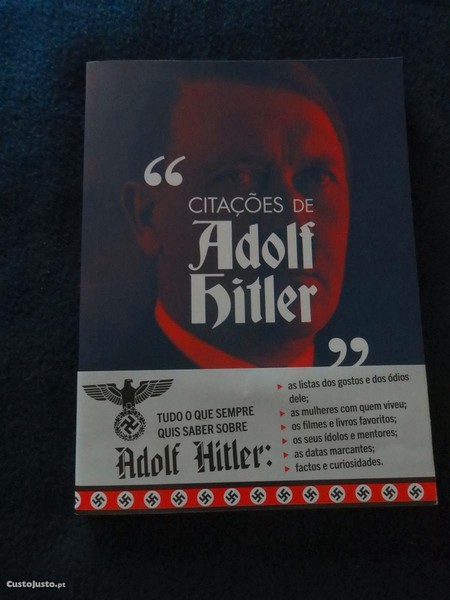 “
CITAÇÕES DE
Adolf
Hitler
”
TUDO O QUE SEMPRE
QUIS SABER SOBRE
Adolf Hitler:
as listas dos gostos e dos ódios
dele;
as mulheres com quem viveu;
os filmes e livros favoritos;
os seus ídolos e mentores;
as datas marcantes;
factos e curiosidades.
CustoJusto.pt